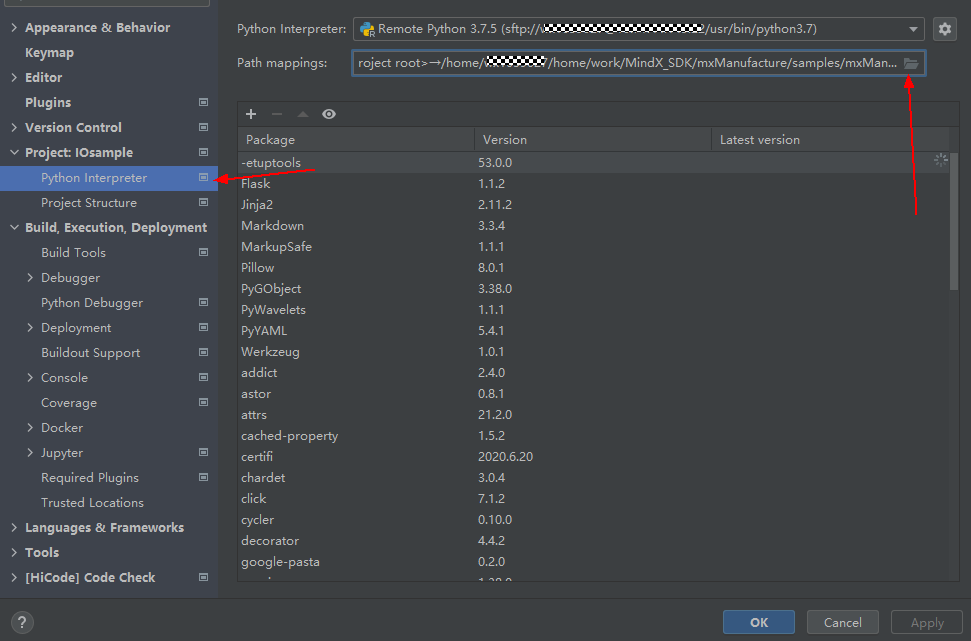 Appearance & Behavior
Keymap
Editor
Plugins
Version Control
Project: IOsample
Python Interpreter
Project Structure
Build, Execution, Deployment
Build Tools
Debugger
Python Debugger
Deployment
Buildout Support
Console
Coverage
Docker
Jupyter
Required Plugins
Trusted Locations
Languages & Frameworks
Tools
[HiCode] Code Check
Python Interpreter: Remote Python 3.7.5 (sftp:// /usr/bin/python3.7)
Path mappings: roject root>→/home/ /home/work/MindX_SDK/mxManufacture/samples/mxMan...
Package Version Latest version
-etuptools 53.0.0
Flask 1.1.2
Jinja2 2.11.2
Markdown 3.3.4
MarkupSafe 1.1.1
Pillow 8.0.1
PyGObject 3.38.0
PyWavelets 1.1.1
PyYAML 5.4.1
Werkzeug 1.0.1
addict 2.4.0
astor 0.8.1
attrs 21.2.0
cached-property 1.5.2
certifi 2020.6.20
chardet 3.0.4
click 7.1.2
cycler 0.10.0
decorator 4.4.2
google-pasta 0.2.0
? OK Cancel Apply